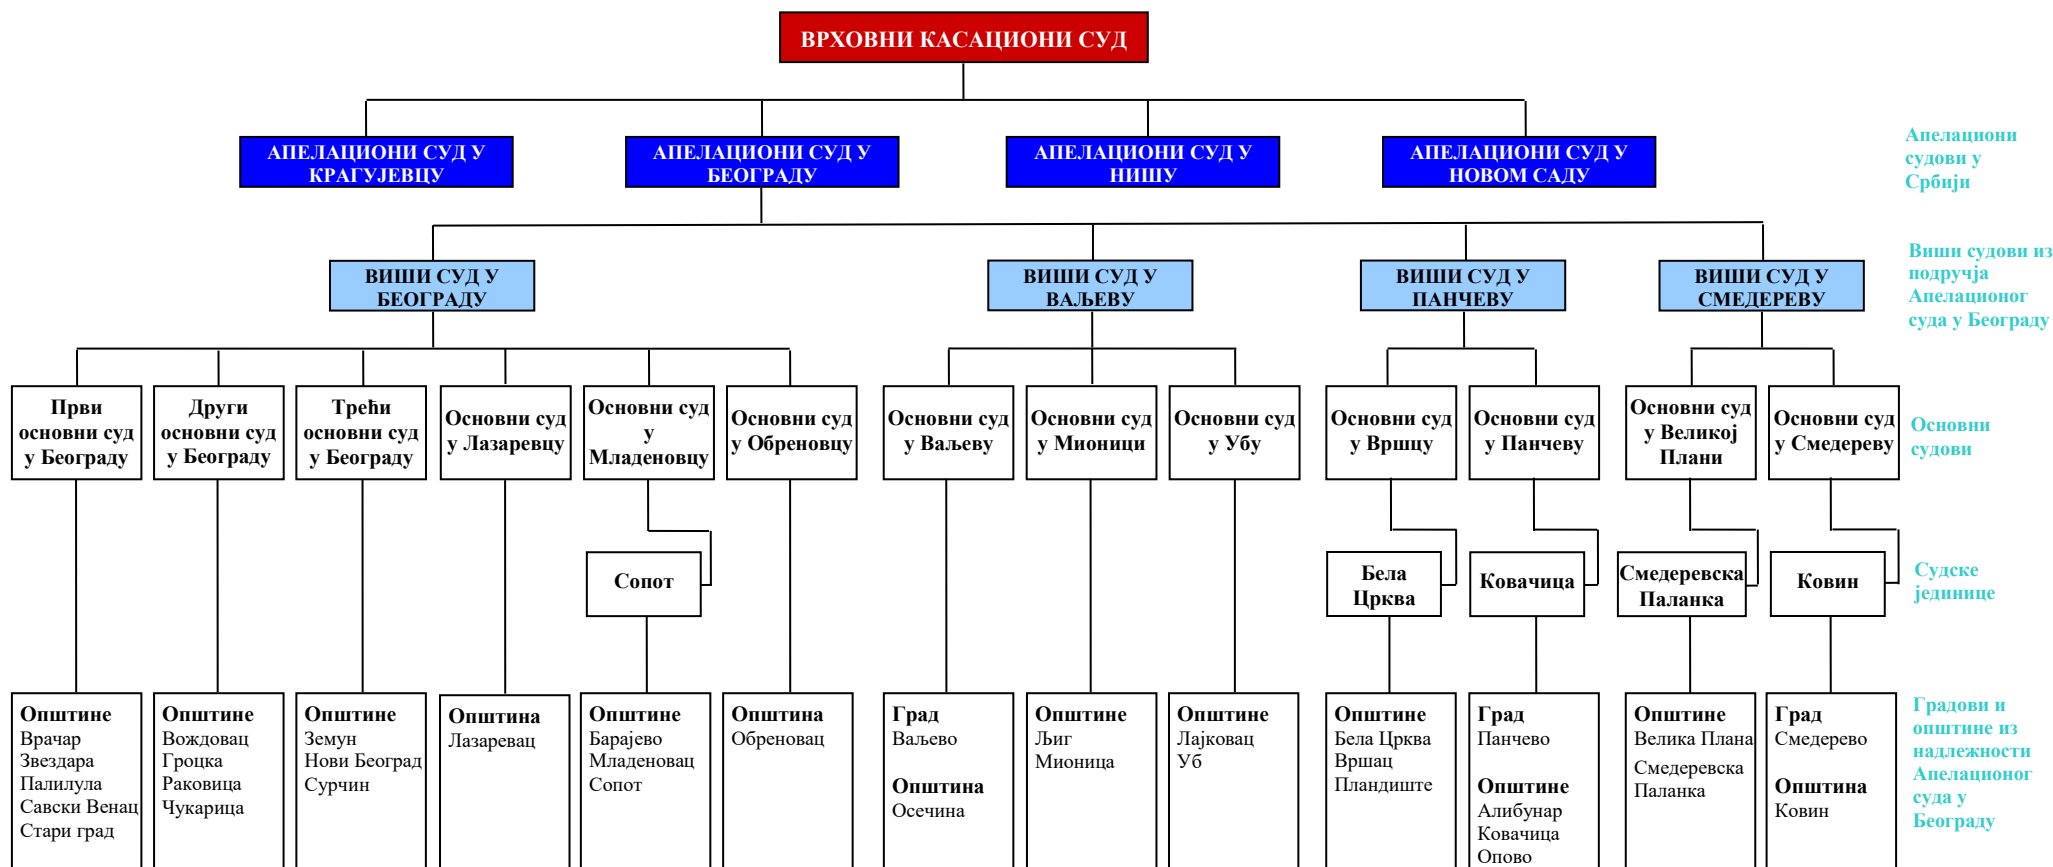 ВРХОВНИ КАСАЦИОНИ СУД
АПЕЛАЦИОНИ СУД У
КРАГУЈЕВЦУ
АПЕЛАЦИОНИ СУД У
БЕОГРАДУ
АПЕЛАЦИОНИ СУД У
НИШУ
АПЕЛАЦИОНИ СУД У
НОВОМ САДУ
Апелациони
судови у
Србији
ВИШИ СУД У
БЕОГРАДУ
ВИШИ СУД У
ВАЉЕВУ
ВИШИ СУД У
ПАНЧЕВУ
ВИШИ СУД У
СМЕДЕРЕВУ
Виши судови из
подручја
Апелационог
суда у Београду
Први
основни суд
у Београду
Други
основни суд
у Београду
Трећи
основни суд
у Београду
Основни суд
у Лазаревцу
Основни суд
у
Младеновцу
Основни суд
у Обреновцу
Основни суд
у Ваљеву
Основни суд
у Мионици
Основни суд
у Убу
Основни суд
у Вршцу
Основни суд
у Панчеву
Основни суд
у Великој
Плани
Основни суд
у Смедереву
Основни
судови
Сопот
Бела
Црква
Ковачица
Смедеревска
Паланка
Ковин
Судске
јединице
Општине
Врачар
Звездара
Палилула
Савски Венац
Стари град
Општине
Вождовац
Гроцка
Раковица
Чукарица
Општине
Земун
Нови Београд
Сурчин
Општина
Лазаревац
Општине
Барајево
Младеновац
Сопот
Општина
Обреновац
Град
Ваљево
Општина
Осечина
Општине
Љиг
Мионица
Општине
Лајковац
Уб
Општине
Бела Црква
Вршац
Пландиште
Град
Панчево
Општине
Алибунар
Ковачица
Опово
Општине
Велика Плана
Смедеревска
Паланка
Град
Смедерево
Општина
Ковин
Градови и
општине из
надлежности
Апелационог
суда у
Београду